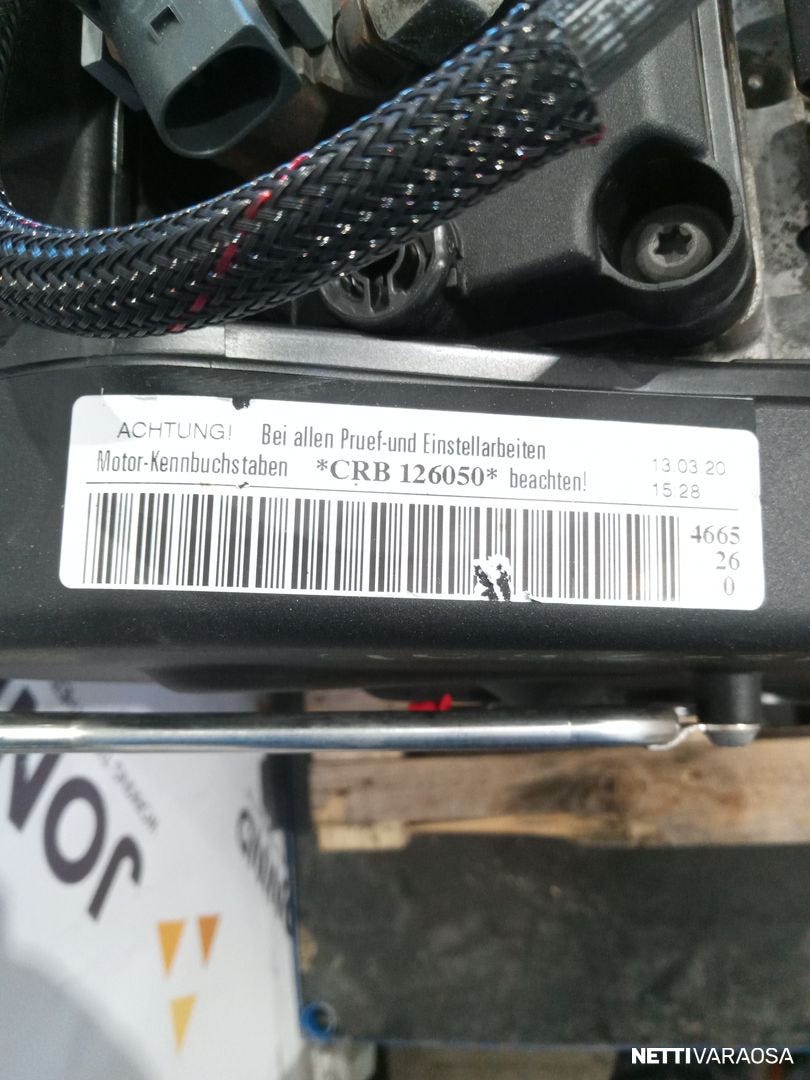 ACHTUNG! Bei allen Pruef-und Einstellarbeiten
Motor-Kennbuchstaben *CRB 126050* beachten!
13.03.20
15:28
4665
26
0
NETTIVARAOSA